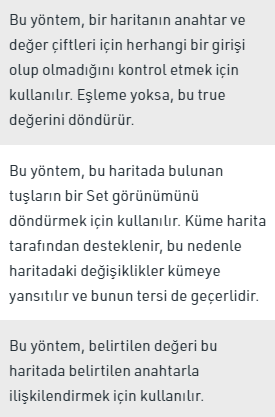 Bu yöntem, bir haritanın anahtar ve
değer çiftleri için herhangi bir girişi
olup olmadığını kontrol etmek için
kullanılır. Eşleme yoksa, bu true
değerini döndürür.
Bu yöntem, bu haritada bulunan
tuşların bir Set görünümünü
döndürmek için kullanılır. Küme harita
tarafından desteklenir, bu nedenle
haritadaki değişiklikler kümeye
yansıtılır ve bunun tersi de geçerlidir.
Bu yöntem, belirtilen değeri bu
haritada belirtilen anahtarla
ilişkilendirmek için kullanılır.